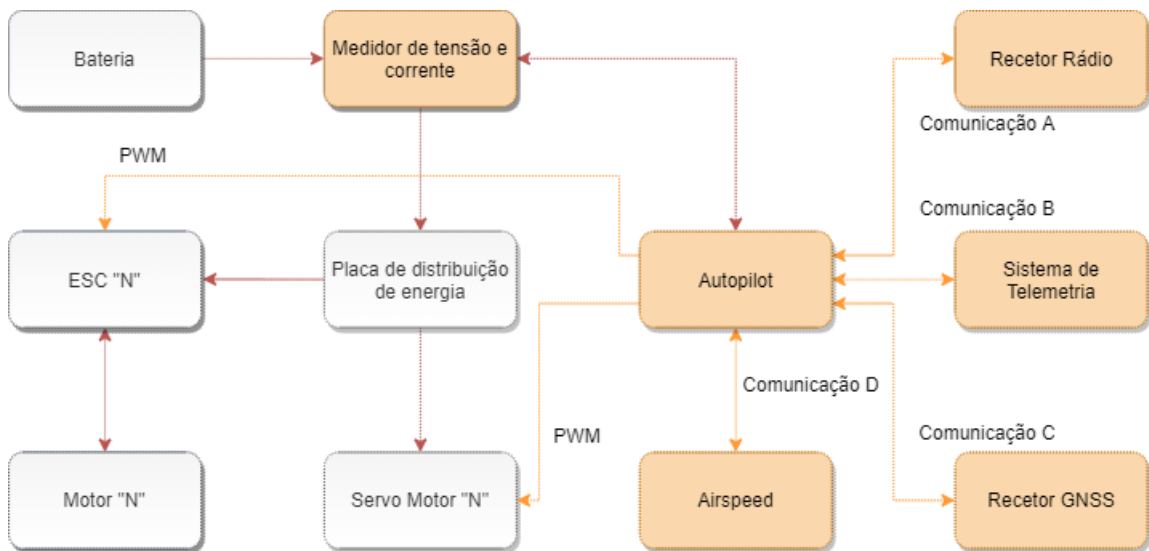 Bateria
Medidor de tensão e
corrente
Recetor Rádio
Comunicação A
PWM
Comunicação B
ESC "N"
Placa de distribuição
de energia
Autopilot
Sistema de
Telemetria
Comunicação D
PWM
Comunicação C
Motor "N"
Servo Motor "N"
Airspeed
Recetor GNSS